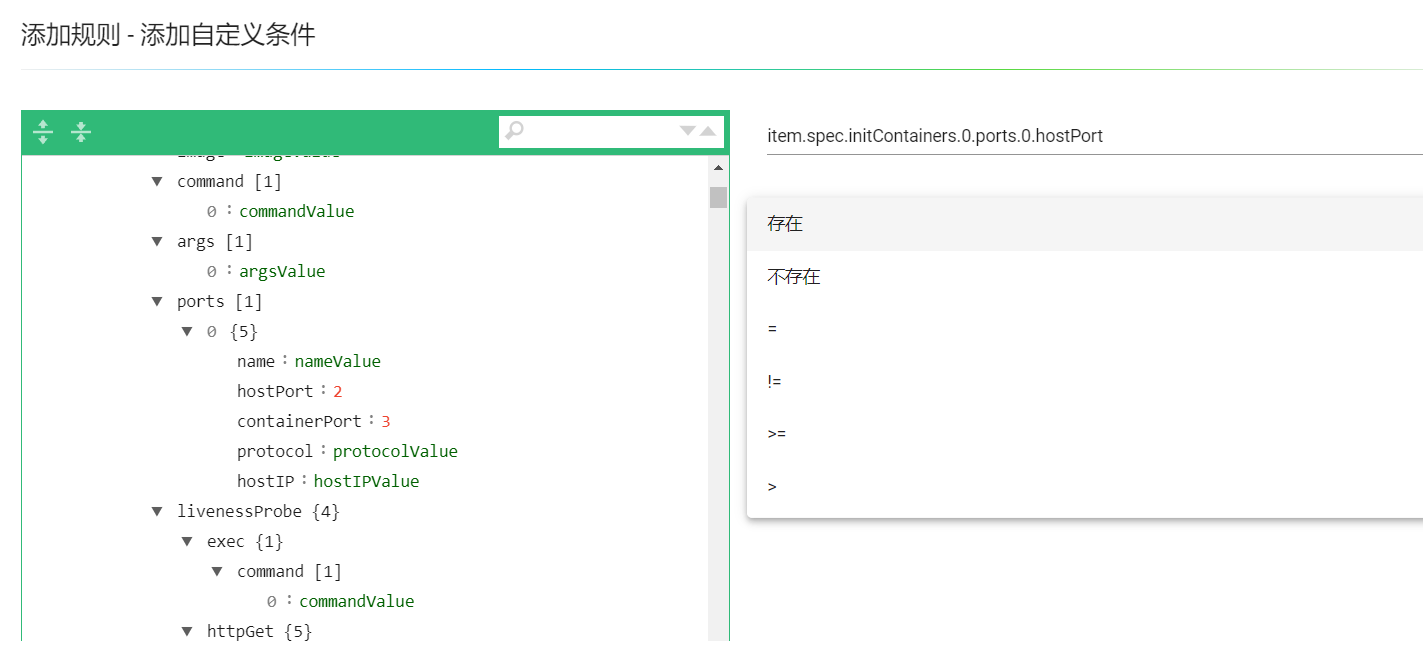 添加规则 - 添加自定义条件
item.spec.initContainers.0.ports.0.hostPort
image : imageValue
command [1]
0 : commandValue
args [1]
0 : argsValue
ports [1]
0 {5}
name : nameValue
hostPort : 2
containerPort : 3
protocol : protocolValue
hostIP : hostIPValue
livenessProbe {4}
exec {1}
command [1]
0 : commandValue
httpGet {5}
存在
不存在
=
!=
>=
>